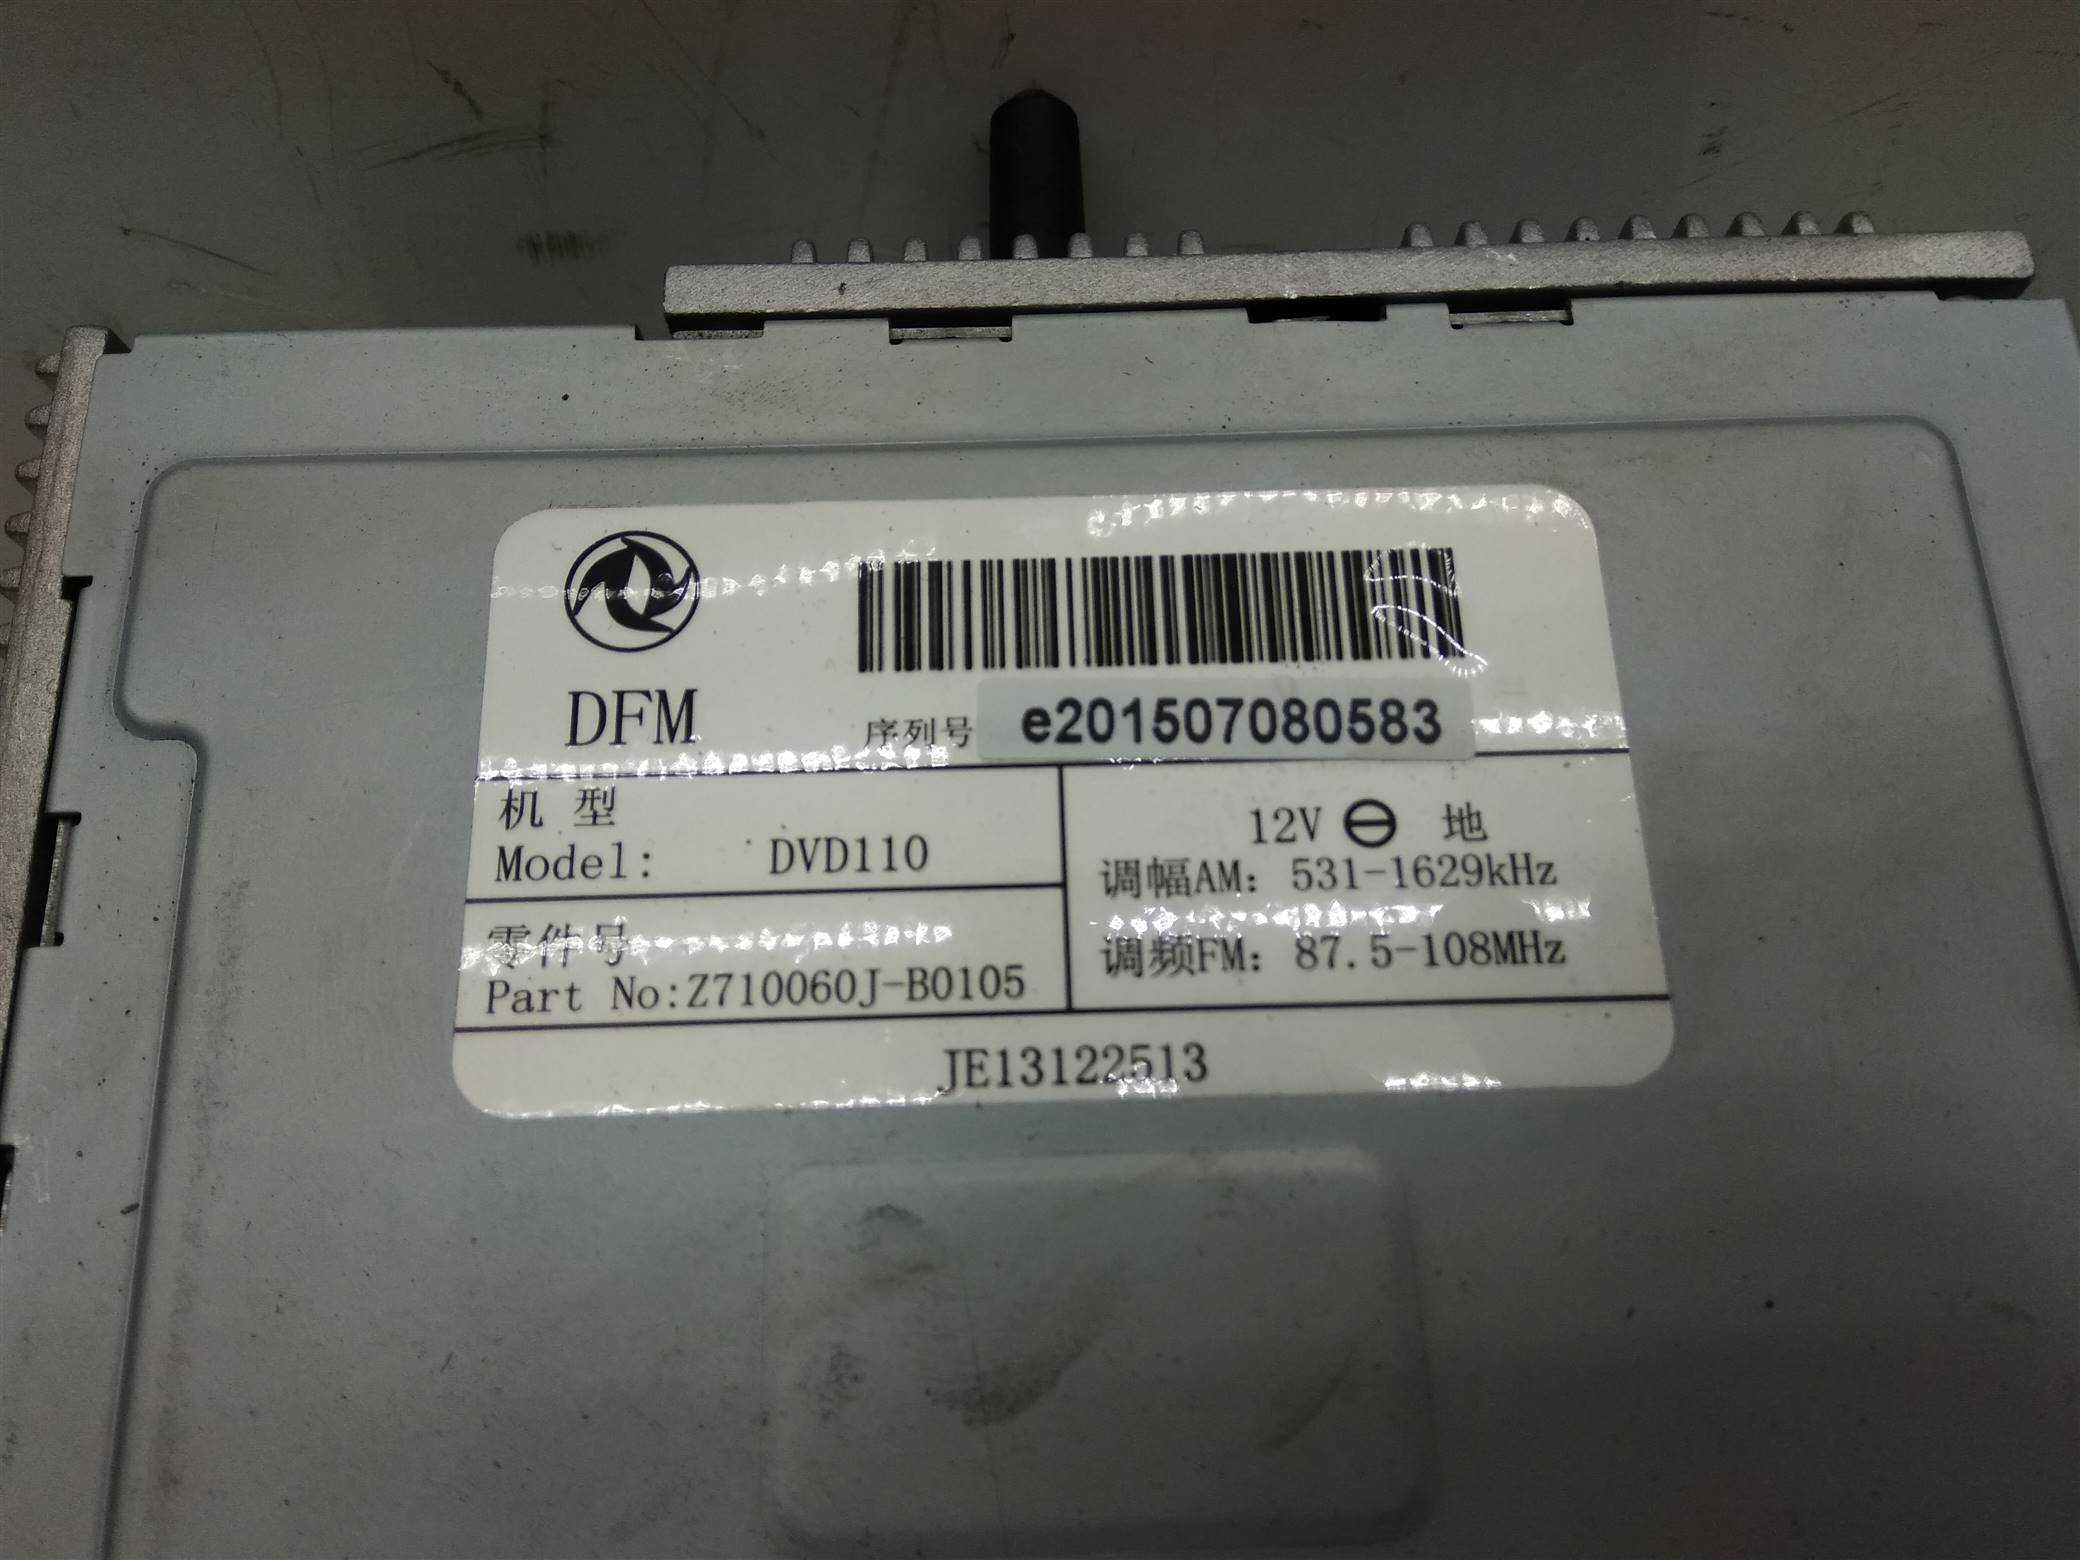 DFM
序列号 e201507080583
机 型
Model: DVD110
零件号
Part No:Z710060J-B0105
12V ⊖ 地
调幅AM: 531-1629kHz
调频FM: 87.5-108MHz
JE13122513